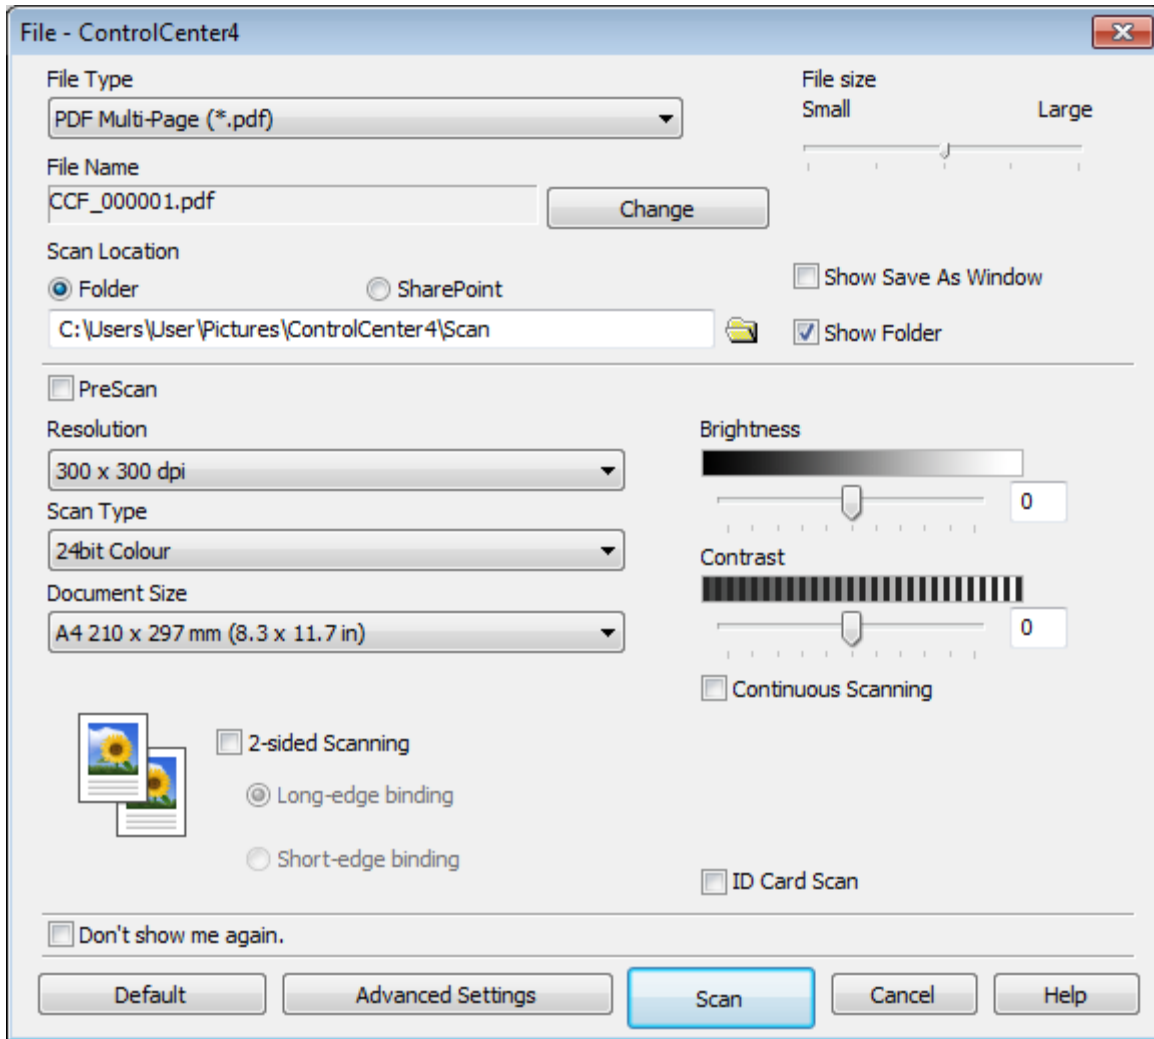 File - ControlCenter4
File Type
PDF Multi-Page (*.pdf)
File size
Small Large
File Name
CCF_000001.pdf
Change
Scan Location
Folder SharePoint
C:\Users\User\Pictures\ControlCenter4\Scan
Show Save As Window
Show Folder
PreScan
Resolution
300 x 300 dpi
Scan Type
24bit Colour
Document Size
A4 210 x 297 mm (8.3 x 11.7 in)
Brightness
0
Contrast
0
Continuous Scanning
2-sided Scanning
Long-edge binding
Short-edge binding
ID Card Scan
Don't show me again.
Default Advanced Settings Scan Cancel Help